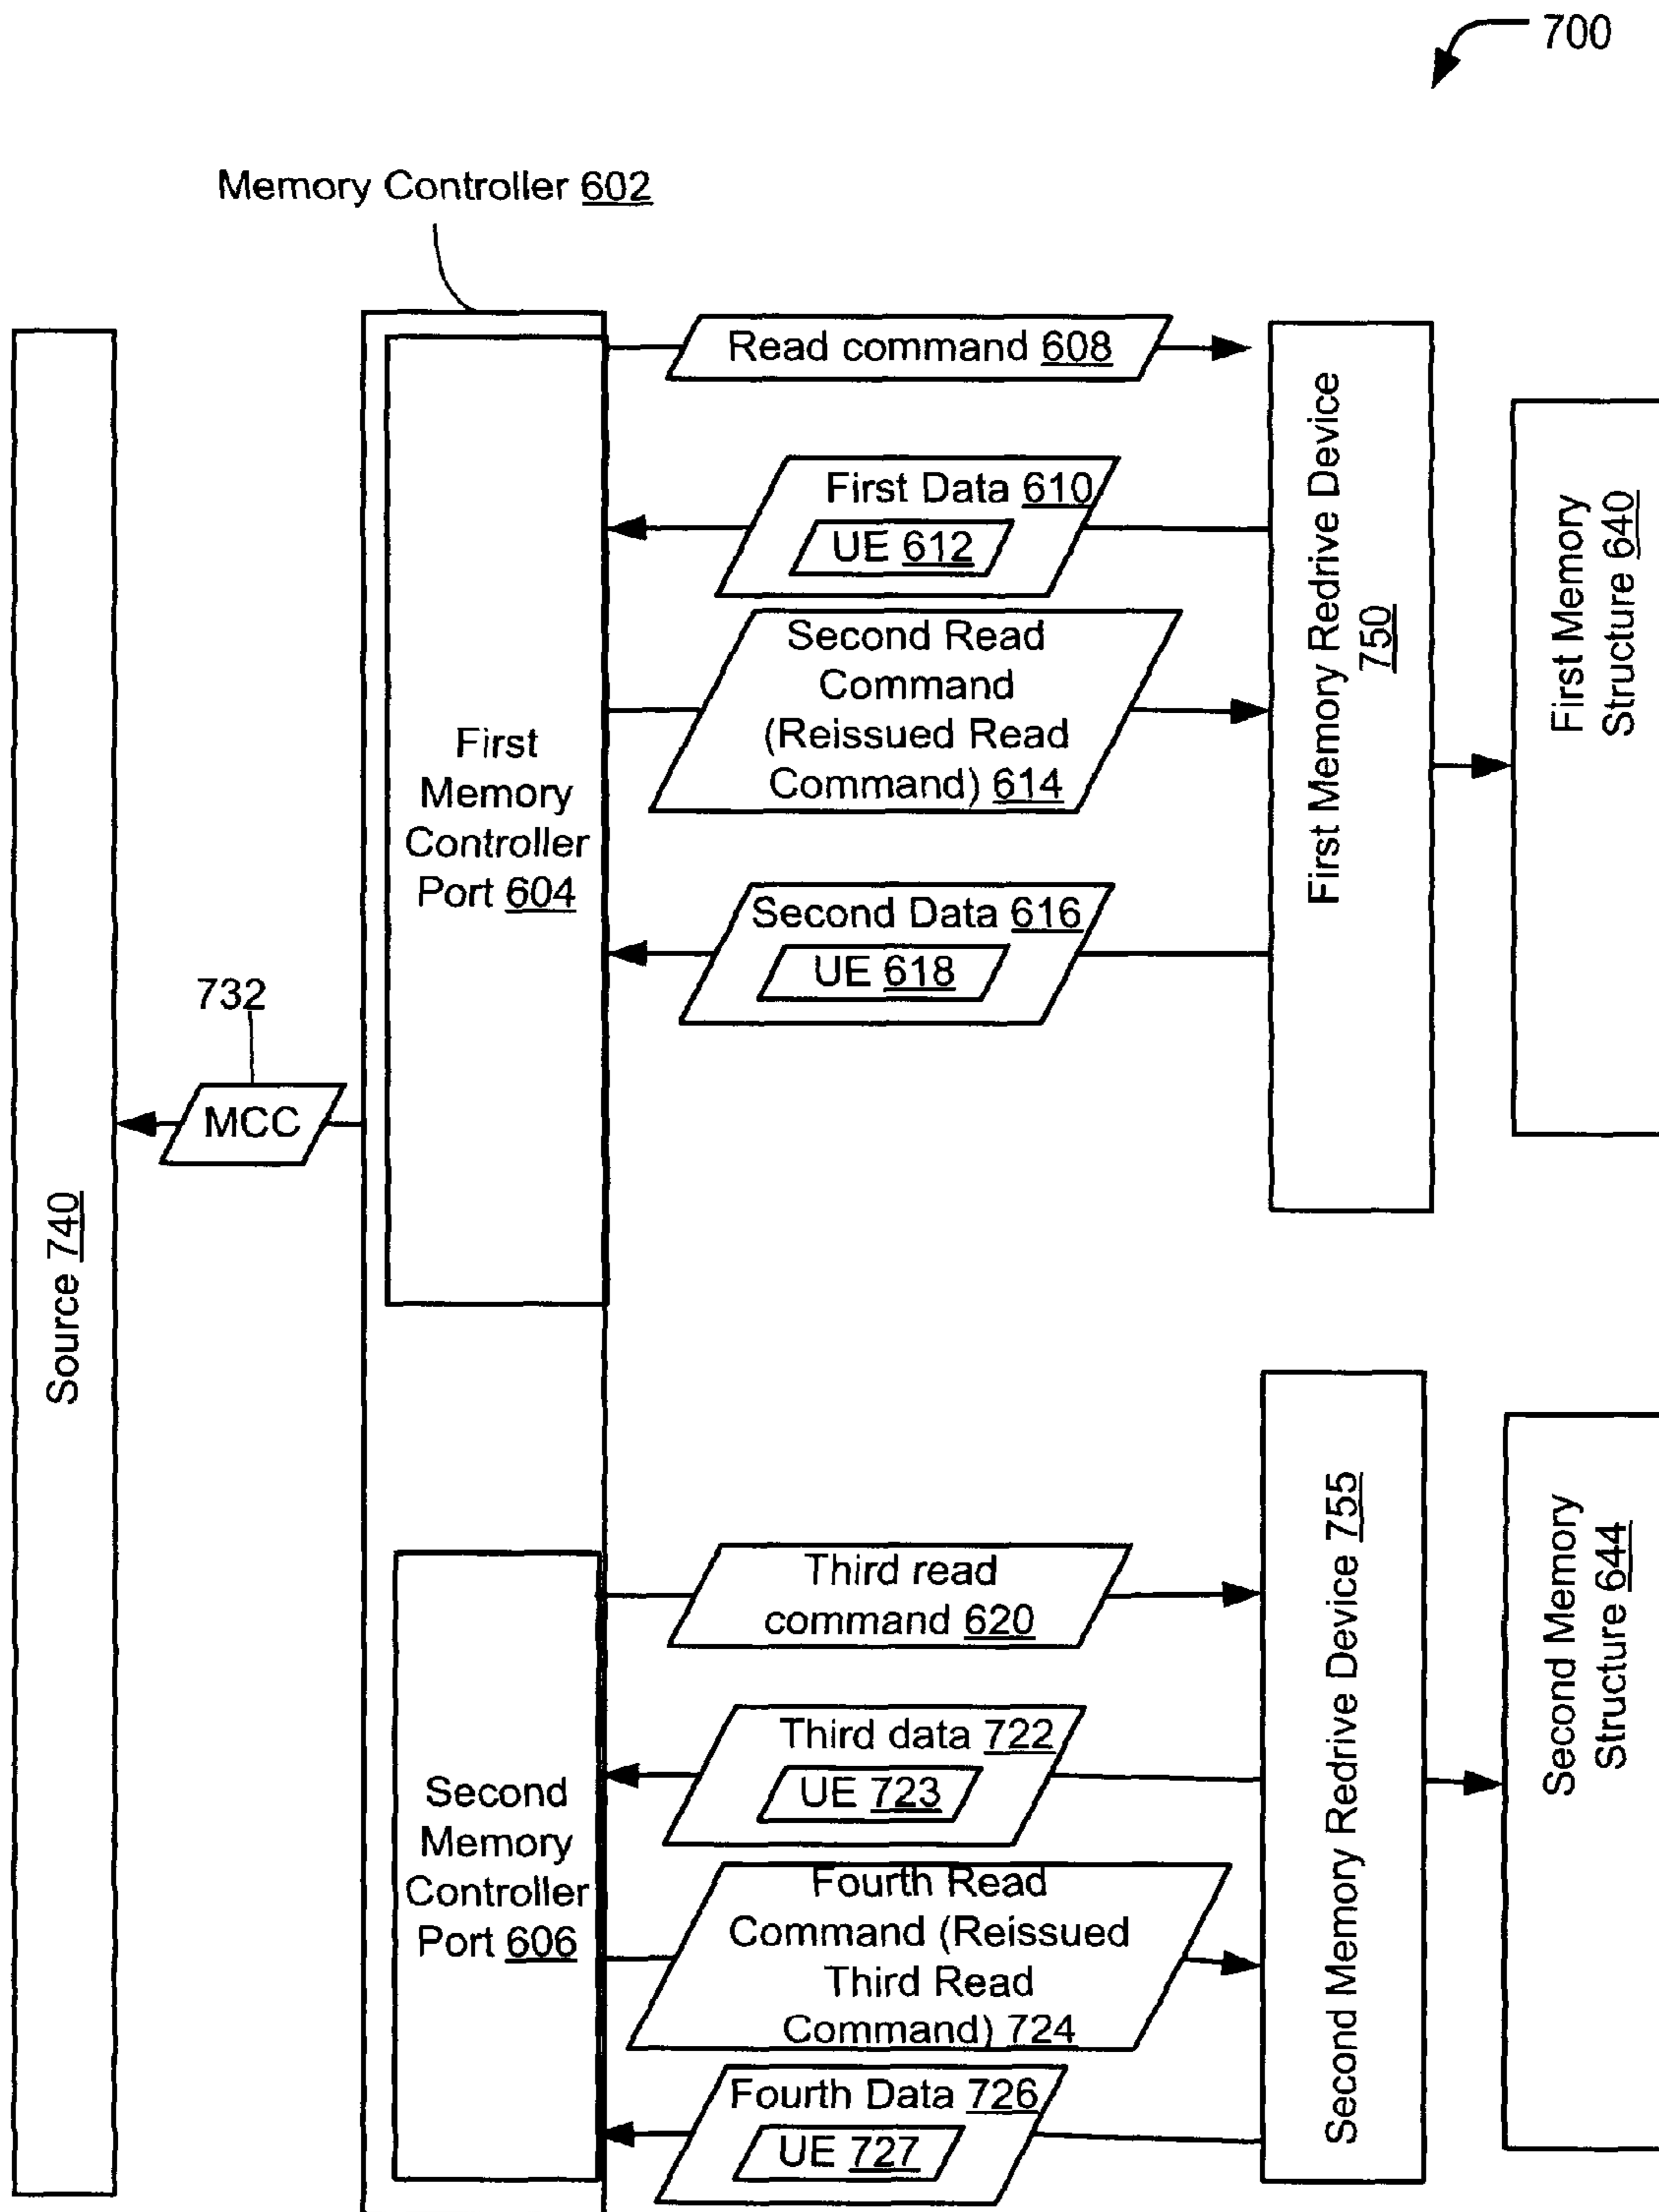 700
Memory Controller 602
Read command 608
First Data 610
UE 612
Second Read
Command
(Reissued Read
Command) 614
Second Data 616
UE 618
First
Memory
Controller
Port 604
First Memory Redrive Device
750
First Memory
Structure 640
732
MCC
Source 740
Third read
command 620
Third data 722
UE 723
Fourth Read
Command (Reissued
Third Read
Command) 724
Fourth Data 726
UE 727
Second
Memory
Controller
Port 606
Second Memory Redrive Device 755
Second Memory
Structure 644